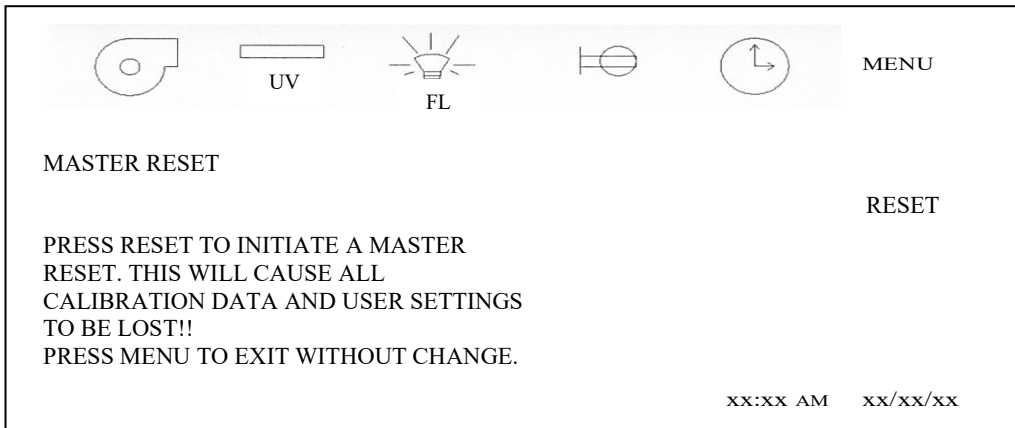 MENU
UV
FL
MASTER RESET
RESET
PRESS RESET TO INITIATE A MASTER
RESET. THIS WILL CAUSE ALL
CALIBRATION DATA AND USER SETTINGS
TO BE LOST!!
PRESS MENU TO EXIT WITHOUT CHANGE.
xx:xx AM xx/xx/xx